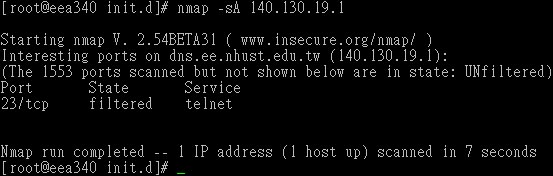 [root@eea340 init.d]# nmap -sA 140.130.19.1
Starting nmap V. 2.54BETA31 ( www.insecure.org/nmap/ )
Interesting ports on dns.ee.nhust.edu.tw (140.130.19.1):
(The 1553 ports scanned but not shown below are in state: UNfiltered)
Port State Service
23/tcp filtered telnet
Nmap run completed -- 1 IP address (1 host up) scanned in 7 seconds
[root@eea340 init.d]# _